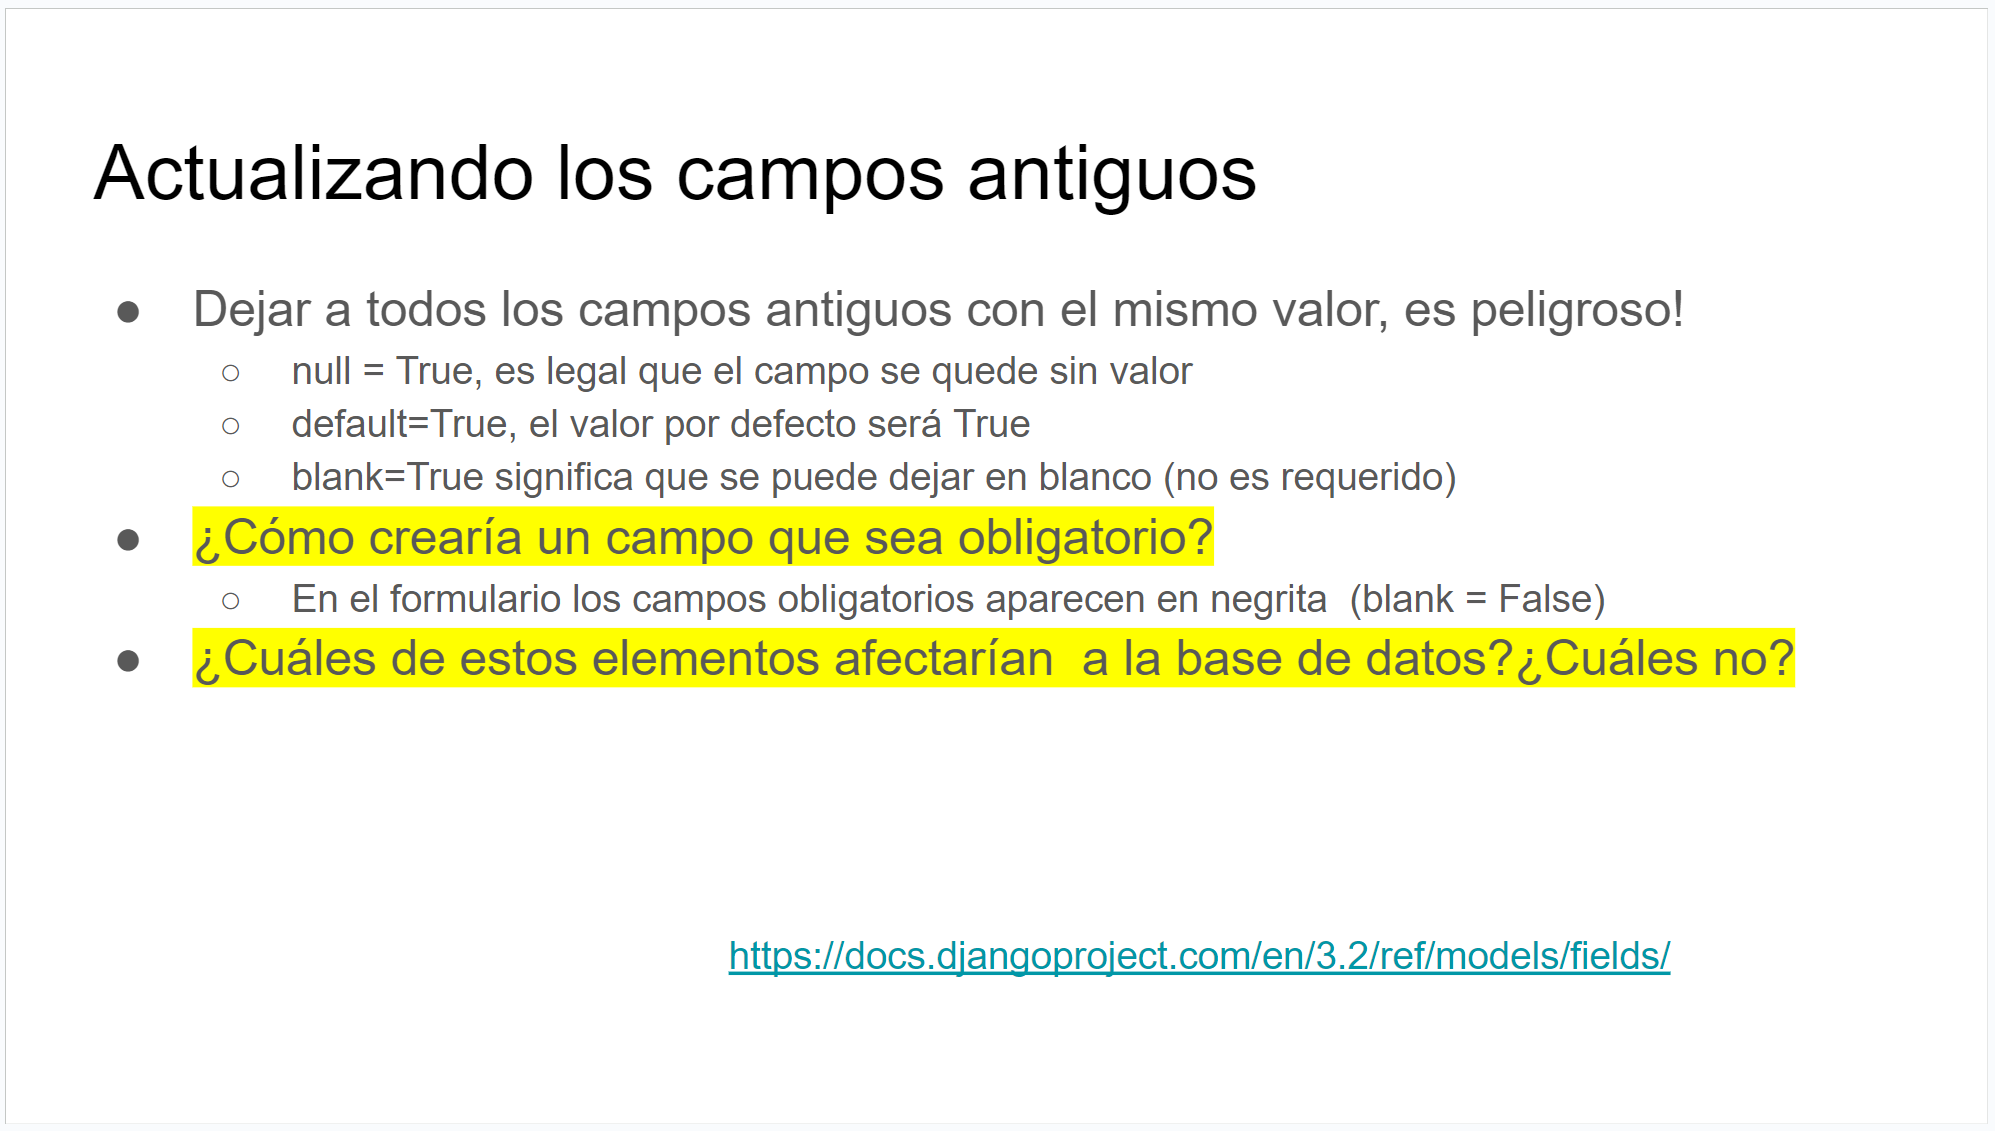 Actualizando los campos antiguos
● Dejar a todos los campos antiguos con el mismo valor, es peligroso!
○ null = True, es legal que el campo se quede sin valor
○ default=True, el valor por defecto será True
○ blank=True significa que se puede dejar en blanco (no es requerido)
● ¿Cómo crearía un campo que sea obligatorio?
○ En el formulario los campos obligatorios aparecen en negrita  (blank = False)
● ¿Cuáles de estos elementos afectarían  a la base de datos?¿Cuáles no?
https://docs.djangoproject.com/en/3.2/ref/models/fields/